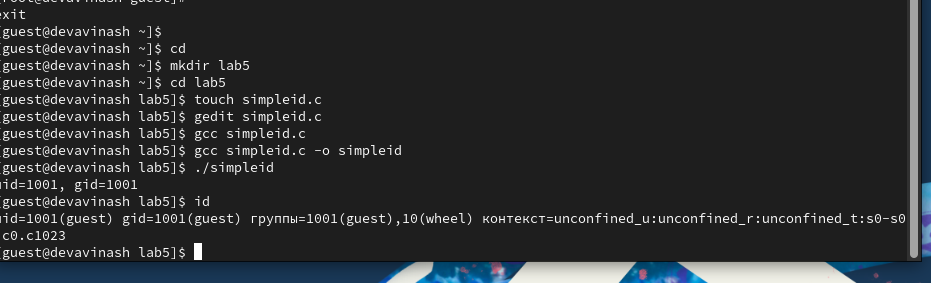 exit
[guest@devavinash ~]$
[guest@devavinash ~]$ cd
[guest@devavinash ~]$ mkdir lab5
[guest@devavinash ~]$ cd lab5
[guest@devavinash lab5]$ touch simpleid.c
[guest@devavinash lab5]$ gedit simpleid.c
[guest@devavinash lab5]$ gcc simpleid.c
[guest@devavinash lab5]$ gcc simpleid.c -o simpleid
[guest@devavinash lab5]$ ./simpleid
uid=1001, gid=1001
[guest@devavinash lab5]$ id
uid=1001(guest) gid=1001(guest) группы=1001(guest),10(wheel) контекст=unconfined_u:unconfined_r:unconfined_t:s0-s0
:c0.c1023
[guest@devavinash lab5]$